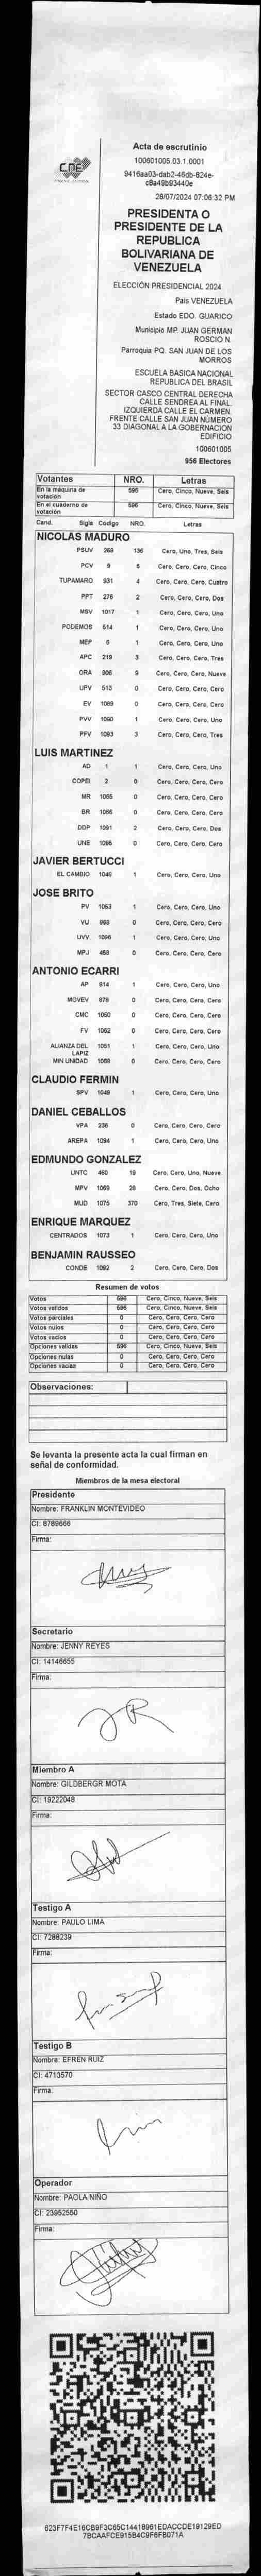 CNE
Acta de escrutinio
100601005.03.1.0001
9416aa03-dab2-46db-824e-
c8a49b93440e
28/07/2024 07:06:32 PM
PRESIDENTA O
PRESIDENTE DE LA
REPUBLICA
BOLIVARIANA DE
VENEZUELA
ELECCIÓN PRESIDENCIAL 2024
País VENEZUELA
Estado EDO. GUARICO
Municipio MP. JUAN GERMAN
ROSCIO N.
Parroquia PQ. SAN JUAN DE LOS
MORROS
ESCUELA BASICA NACIONAL
REPUBLICA DEL BRASIL
SECTOR CASCO CENTRAL DERECHA
CALLE SENDREA AL FINAL.
IZQUIERDA CALLE EL CARMEN.
FRENTE CALLE SAN JUAN NÚMERO
33 DIAGONAL A LA GOBERNACION
EDIFICIO
100601005
956 Electores
Votantes NRO. Letras
En la máquina de votación 596 Cero, Cinco, Nueve, Seis
En el cuaderno de votación 596 Cero, Cinco, Nueve, Seis
Cand. Sigla Código NRO. Letras
NICOLAS MADURO
PSUV 269 136 Cero, Uno, Tres, Seis
PCV 9 5 Cero, Cero, Cero, Cinco
TUPAMARO 931 4 Cero, Cero, Cero, Cuatro
PPT 276 2 Cero, Cero, Cero, Dos
MSV 1017 1 Cero, Cero, Cero, Uno
PODEMOS 514 1 Cero, Cero, Cero, Uno
MEP 6 1 Cero, Cero, Cero, Uno
APC 219 3 Cero, Cero, Cero, Tres
ORA 906 9 Cero, Cero, Cero, Nueve
UPV 513 0 Cero, Cero, Cero, Cero
EV 1089 0 Cero, Cero, Cero, Cero
PVV 1090 1 Cero, Cero, Cero, Uno
PFV 1093 3 Cero, Cero, Cero, Tres
LUIS MARTINEZ
AD 1 1 Cero, Cero, Cero, Uno
COPEI 2 0 Cero, Cero, Cero, Cero
MR 1065 0 Cero, Cero, Cero, Cero
BR 1066 0 Cero, Cero, Cero, Cero
DDP 1091 2 Cero, Cero, Cero, Dos
UNE 1095 0 Cero, Cero, Cero, Cero
JAVIER BERTUCCI
EL CAMBIO 1048 1 Cero, Cero, Cero, Uno
JOSE BRITO
PV 1053 1 Cero, Cero, Cero, Uno
VU 868 0 Cero, Cero, Cero, Cero
UVV 1096 1 Cero, Cero, Cero, Uno
MPJ 458 0 Cero, Cero, Cero, Cero
ANTONIO ECARRI
AP 914 1 Cero, Cero, Cero, Uno
MOVEV 878 0 Cero, Cero, Cero, Cero
CMC 1050 0 Cero, Cero, Cero, Cero
FV 1052 0 Cero, Cero, Cero, Cero
ALIANZA DEL LAPIZ 1051 1 Cero, Cero, Cero, Uno
MIN UNIDAD 1088 0 Cero, Cero, Cero, Cero
CLAUDIO FERMIN
SPV 1049 1 Cero, Cero, Cero, Uno
DANIEL CEBALLOS
VPA 236 0 Cero, Cero, Cero, Cero
AREPA 1094 1 Cero, Cero, Cero, Uno
EDMUNDO GONZALEZ
UNTC 460 19 Cero, Cero, Uno, Nueve
MPV 1069 28 Cero, Cero, Dos, Ocho
MUD 1075 370 Cero, Tres, Siete, Cero
ENRIQUE MARQUEZ
CENTRADOS 1073 1 Cero, Cero, Cero, Uno
BENJAMIN RAUSSEO
CONDE 1092 2 Cero, Cero, Cero, Dos
Resumen de votos
Votos 596 Cero, Cinco, Nueve, Seis
Votos validos 596 Cero, Cinco, Nueve, Seis
Votos parciales 0 Cero, Cero, Cero, Cero
Votos nulos 0 Cero, Cero, Cero, Cero
Votos vacios 0 Cero, Cero, Cero, Cero
Opciones validas 596 Cero, Cinco, Nueve, Seis
Opciones nulas 0 Cero, Cero, Cero, Cero
Opciones vacias 0 Cero, Cero, Cero, Cero
Observaciones:
Se levanta la presente acta la cual firman en
señal de conformidad.
Miembros de la mesa electoral
Presidente
Nombre: FRANKLIN MONTEVIDEO
CI: 8789666
Firma:
Secretario
Nombre: JENNY REYES
CI: 14146655
Firma:
JR
Miembro A
Nombre: GILDBERGR MOTA
CI: 19222048
Firma:
Testigo A
Nombre: PAULO LIMA
CI: 7288239
Firma:
Testigo B
Nombre: EFREN RUIZ
CI: 4713570
Firma:
Operador
Nombre: PAOLA NIÑO
CI: 23952550
Firma:
623F7F4E16CB9F3C65C14418961EDACCDE19129ED
7BCAAFCE915B4C9F6FB071A